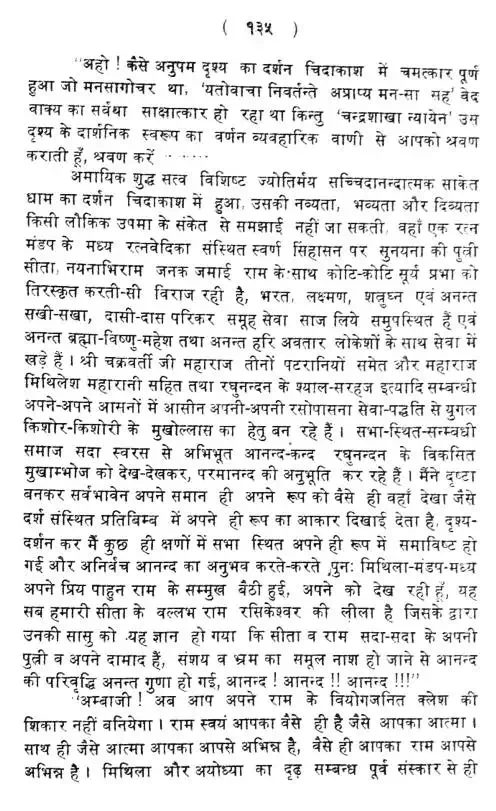 ( १३५ )
"अहो ! कैसे अनुपम दृश्य का दर्शन चिदाकाश में चमत्कार पूर्ण
हुआ जो मनसागोचर था, 'यतोवाचा निवर्तन्ते अप्राप्य मन-सा सह' वेद
वाक्य का सर्वथा साक्षात्कार हो रहा था किन्तु 'चन्द्रशाखा न्यायेन' उस
दृश्य के दार्शनिक स्वरूप का वर्णन व्यवहारिक वाणी से आपको श्रवण
कराती हूँ, श्रवण करें ........
अमायिक शुद्ध सत्व विशिष्ट ज्योतिर्मय सच्चिदानन्दात्मक साकेत
धाम का दर्शन चिदाकाश में हुआ, उसकी नव्यता, भव्यता और दिव्यता
किसी लौकिक उपमा के संकेत से समझाई नहीं जा सकती, वहाँ एक रत्न
मंडप के मध्य रत्नवेदिका संस्थित स्वर्ण सिंहासन पर सुनयना की पुत्री
सीता, नयनाभिराम जनक जमाई राम के साथ कोटि-कोटि सूर्य प्रभा को
तिरस्कृत करती-सी विराज रही है, भरत, लक्ष्मण, शत्रुघ्न एवं अनन्त
सखी-सखा, दासी-दास परिकर समूह सेवा साज लिये समुपस्थित हैं एवं
अनन्त ब्रह्मा-विष्णु-महेश तथा अनन्त हरि अवतार लोकेशों के साथ सेवा में
खड़े हैं । श्री चक्रवर्ती जी महाराज तीनों पटरानियों समेत और महाराज
मिथिलेश महारानी सहित तथा रघुनन्दन के श्याल-सरहज इत्यादि सम्बन्धी
अपने-अपने आसनों में आसीन अपनी-अपनी रसोपासना सेवा-पद्धति से युगल
किशोर-किशोरी के मुखोल्लास का हेतु बन रहे हैं । सभा-स्थित-सम्म्बधी
समाज सदा स्वरस से अभिभूत आनन्द-कन्द रघुनन्दन के विकसित
मुखाम्भोज को देख-देखकर, परमानन्द की अनुभूति कर रहे हैं । मैंने दृष्टा
बनकर सर्वभावेन अपने समान ही अपने रूप को वैसे ही वहाँ देखा जैसे
दर्श संस्थित प्रतिबिम्ब में अपने ही रूप का आकार दिखाई देता है, दृश्य-
दर्शन कर मैं कुछ ही क्षणों में सभा स्थित अपने ही रूप में समाविष्ट हो
गई और अनिर्वच आनन्द का अनुभव करते-करते पुनः मिथिला-मंडप-मध्य
अपने प्रिय पाहुन राम के सम्मुख बैठी हुई, अपने को देख रही हूँ, यह
सब हमारी सीता के वल्लभ राम रसिकेश्वर की लीला है जिसके द्वारा
उनकी सासु को यह ज्ञान हो गया कि सीता व राम सदा-सदा के अपनी
पुत्री व अपने दामाद हैं, संशय व भ्रम का समूल नाश हो जाने से आनन्द
की परिवृद्धि अनन्त गुणा हो गई, आनन्द ! आनन्द !! आनन्द !!!"
"अम्बाजी ! अब आप अपने राम के वियोगजनित क्लेश की
शिकार नहीं बनियेगा । राम स्वयं आपका वैसे ही है जैसे आपका आत्मा ।
साथ ही जैसे आत्मा आपका आपसे अभिन्न है, वैसे ही आपका राम आपसे
अभिन्न है । मिथिला और अयोध्या का दृढ़ सम्बन्ध पूर्व संस्कार से ही